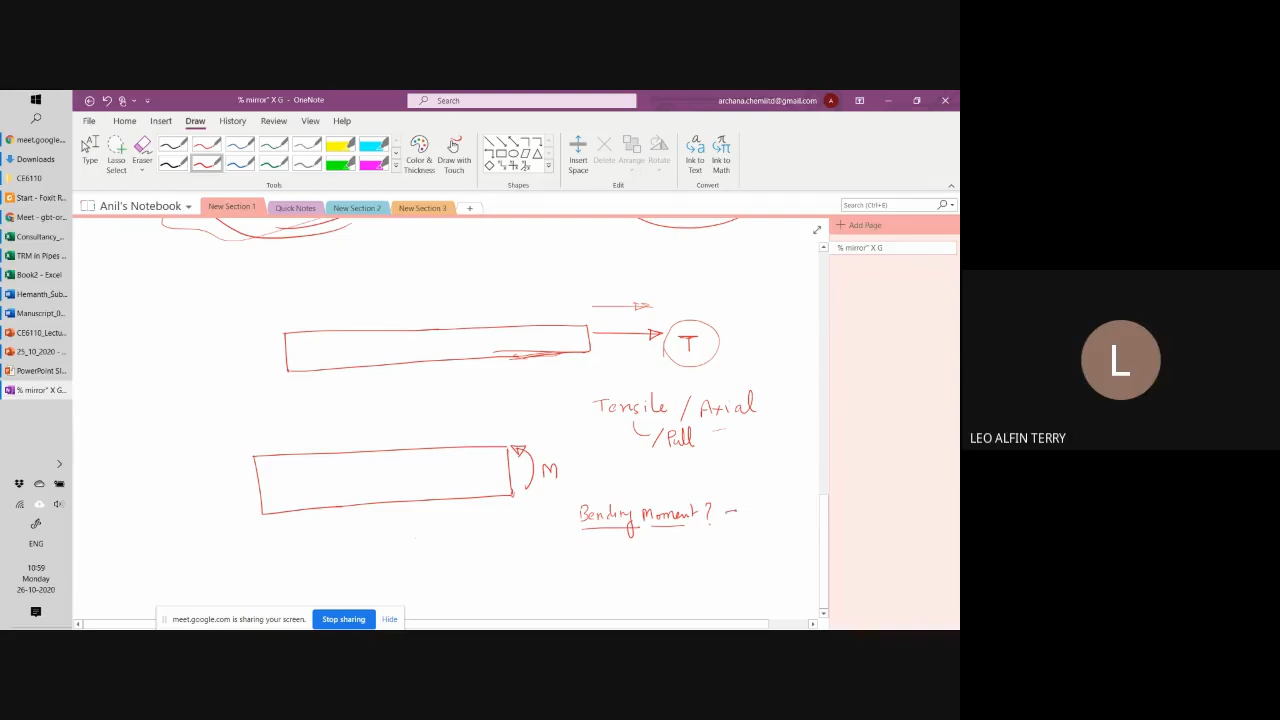 % mirror" X G - OneNote
Search
archana.chemiitd@gmail.com
A
File Home Insert Draw History Review View Help
Type
Lasso Select
Eraser
Color & Thickness
Draw with Touch
Insert Space
Delete
Arrange
Rotate
Ink to Text
Ink to Math
Tools
Shapes
Edit
Convert
Anil's Notebook
New Section 1
Quick Notes
New Section 2
New Section 3
+
Search (Ctrl+E)
Add Page
% mirror" X G
meet.google...
Downloads
CE6110
Start - Foxit R...
Meet - gbt-or...
Consultancy_...
TRM in Pipes ...
Book2 - Excel
Hemanth_Sub...
Manuscript_0...
CE6110_Lectu...
25_10_2020 - ...
PowerPoint Sl...
% mirror" X G...
ENG
10:59
Monday
26-10-2020
T
Tensile / Axial
/Pull
M
Bending Moment?
meet.google.com is sharing your screen.
Stop sharing
Hide
L
LEO ALFIN TERRY